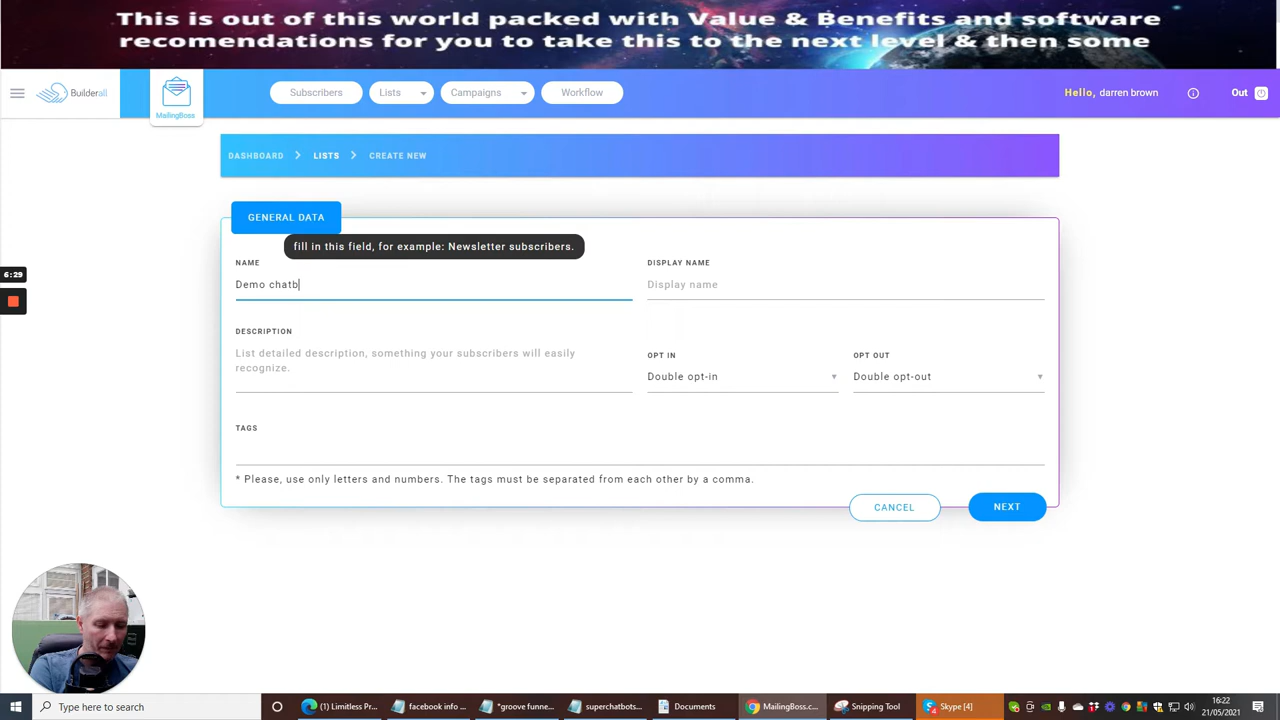 This is out of this world packed with Value & Benefits and software
recomendations for you to take this to the next level & then some
Builderall
MailingBoss
Subscribers
Lists
Campaigns
Workflow
Hello, darren brown
Out
DASHBOARD
LISTS
CREATE NEW
GENERAL DATA
fill in this field, for example: Newsletter subscribers.
NAME
DISPLAY NAME
Demo chatb
Display name
DESCRIPTION
List detailed description, something your subscribers will easily
recognize.
OPT IN
OPT OUT
Double opt-in
Double opt-out
TAGS
* Please, use only letters and numbers. The tags must be separated from each other by a comma.
CANCEL
NEXT
6:29
Type here to search
(1) Limitless Pr...
facebook info ...
*groove funne...
superchatbots...
Documents
MailingBoss.c...
Snipping Tool
Skype [4]
16:22
21/05/2021